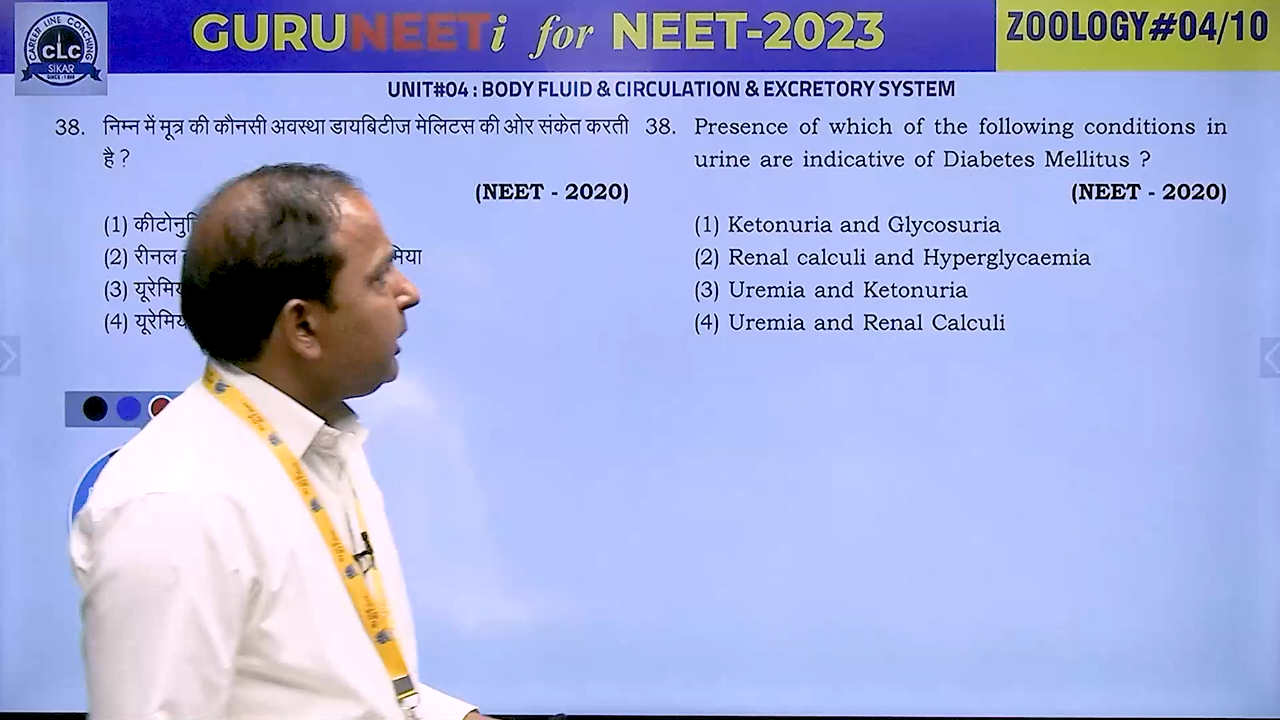 GURUNEETi for NEET-2023
ZOOLOGY#04/10
CAREER LINE COACHING
CLC
SIKAR
SINCE : 1996
UNIT#04 : BODY FLUID & CIRCULATION & EXCRETORY SYSTEM
38. निम्न में मूत्र की कौनसी अवस्था डायबिटीज मेलिटस की ओर संकेत करती
है ?
(NEET - 2020)
(1)
(2) रीनल
(3)
(4)
38. Presence of which of the following conditions in
urine are indicative of Diabetes Mellitus ?
(NEET - 2020)
(1) Ketonuria and Glycosuria
(2) Renal calculi and Hyperglycaemia
(3) Uremia and Ketonuria
(4) Uremia and Renal Calculi